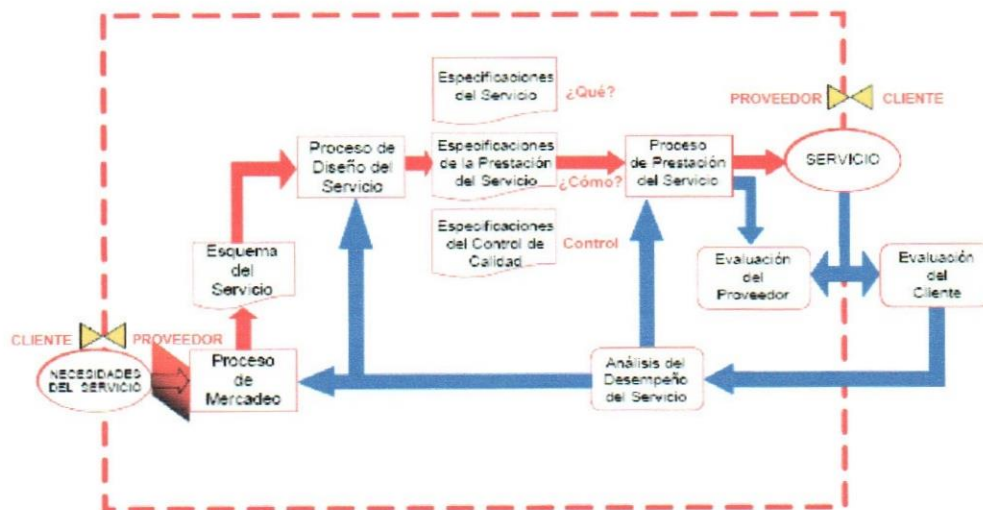 Especificaciones
del Servicio
¿Qué?
PROVEEDOR
CLIENTE
Proceso de
Diseño del
Servicio
Especificaciones
de la Prestación
del Servicio
¿Cómo?
Proceso
de Prestación
del Servicio
SERVICIO
Especificaciones
del Control de
Calidad
Control
Esquema
del
Servicio
Evaluación
del
Proveedor
Evaluación
del
Cliente
CLIENTE
PROVEEDOR
NECESIDADES
DEL SERVICIO
Proceso
de
Mercadeo
Análisis del
Desempeño
del Servicio